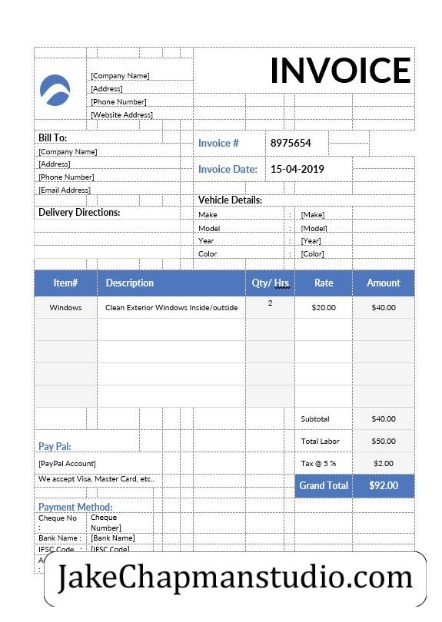 INVOICE
[Company Name]
[Address]
[Phone Number]
[Website Address]
Bill To:
[Company Name]
[Address]
[Phone Number]
[Email Address]
Invoice # 8975654
Invoice Date: 15-04-2019
Delivery Directions:
Vehicle Details:
Make : [Make]
Model : [Model]
Year : [Year]
Color : [Color]
Item# Description Qty/ Hrs Rate Amount
Windows Clean Exterior Windows Inside/outside 2 $20.00 $40.00
Subtotal $40.00
Total Labor $50.00
Tax @ 5 % $2.00
Grand Total $92.00
Pay Pal:
[PayPal Account]
We accept Visa, Master Card, etc..
Payment Method:
Cheque No : Cheque Number]
Bank Name : [Bank Name]
IFSC Code : [IFSC Code]
JakeChapmanstudio.com